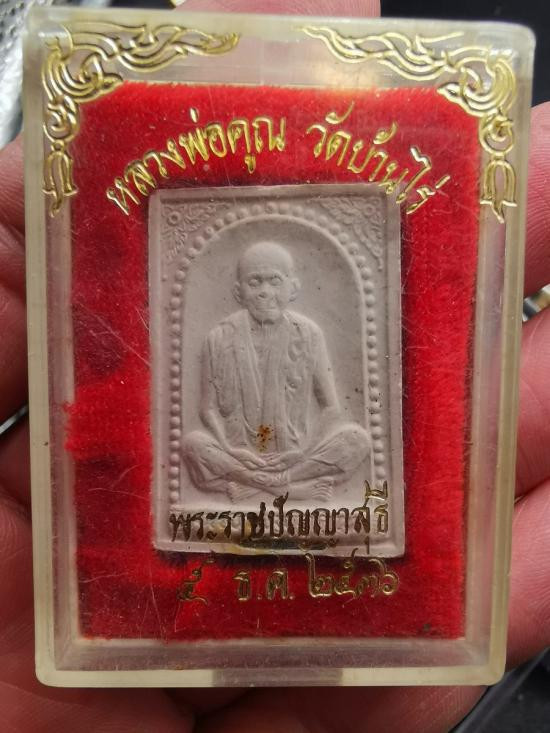 หลวงพ่อคูณ วัดบ้านไร่
พระราชปัญญาสุธี
๕ ธ.ค. ๒๕๓๖